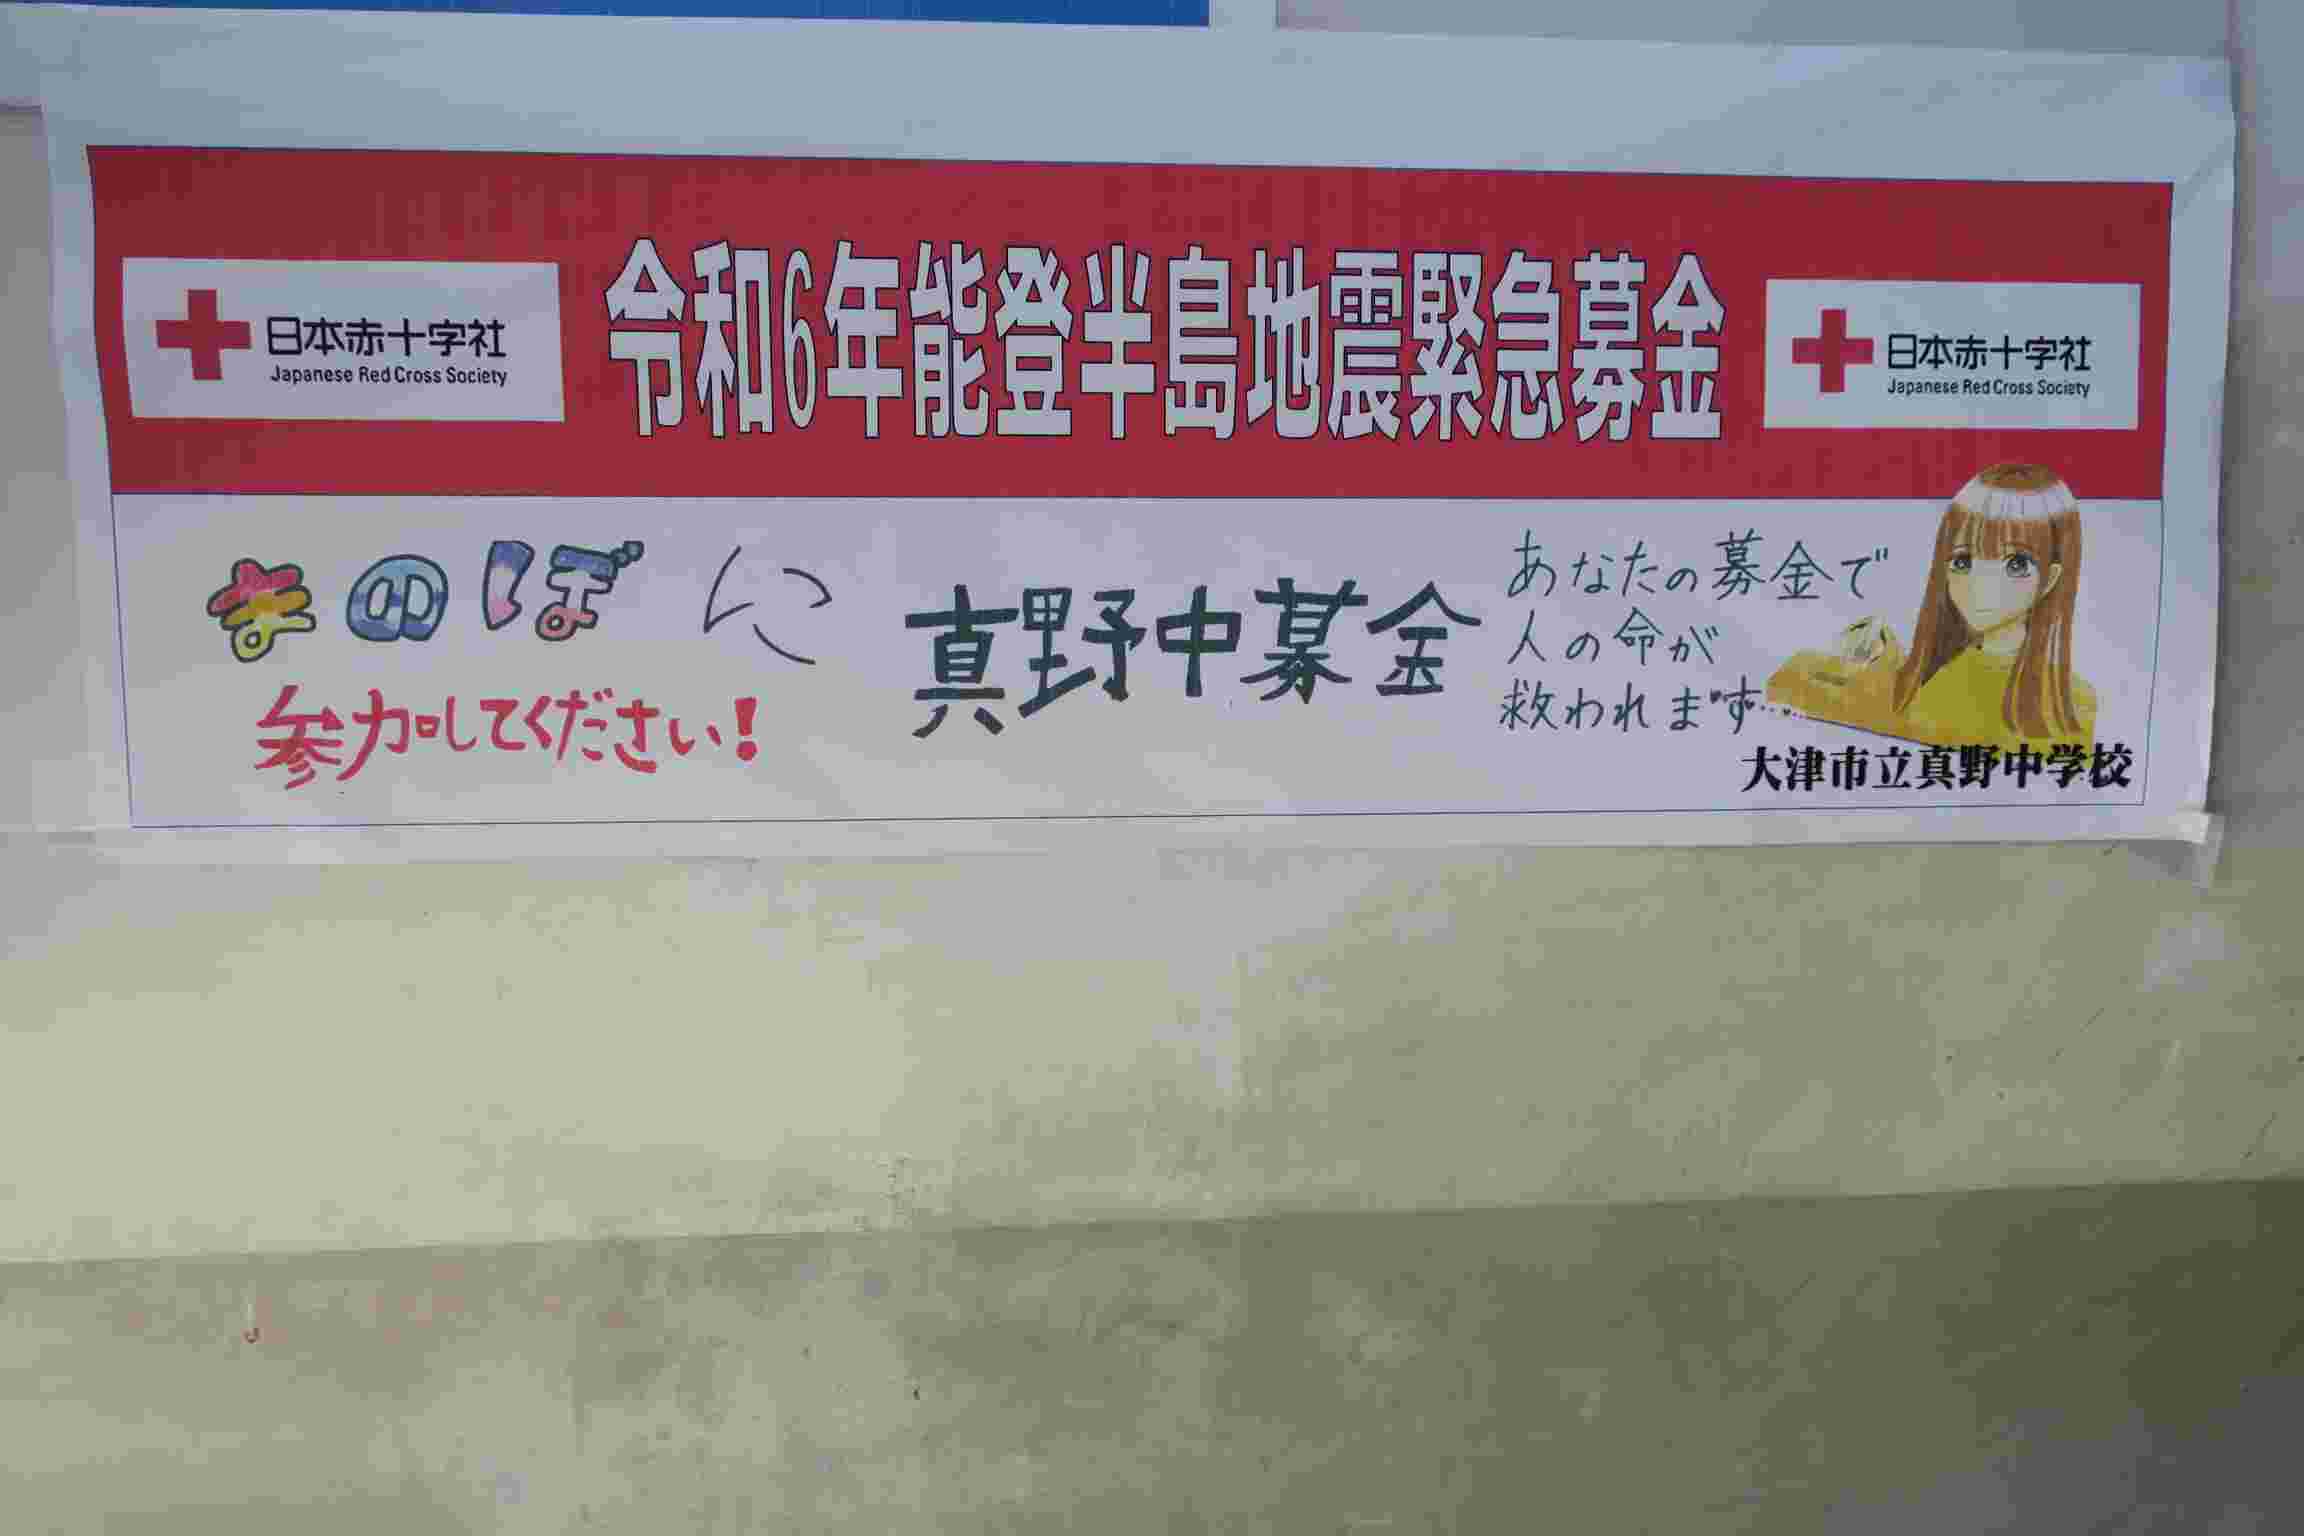 日本赤十字社
Japanese Red Cross Society
令和6年能登半島地震緊急募金
日本赤十字社
Japanese Red Cross Society
まのぼに
参加してください!
真野中募金
あなたの募金で
人の命が
救われます…
大津市立真野中学校